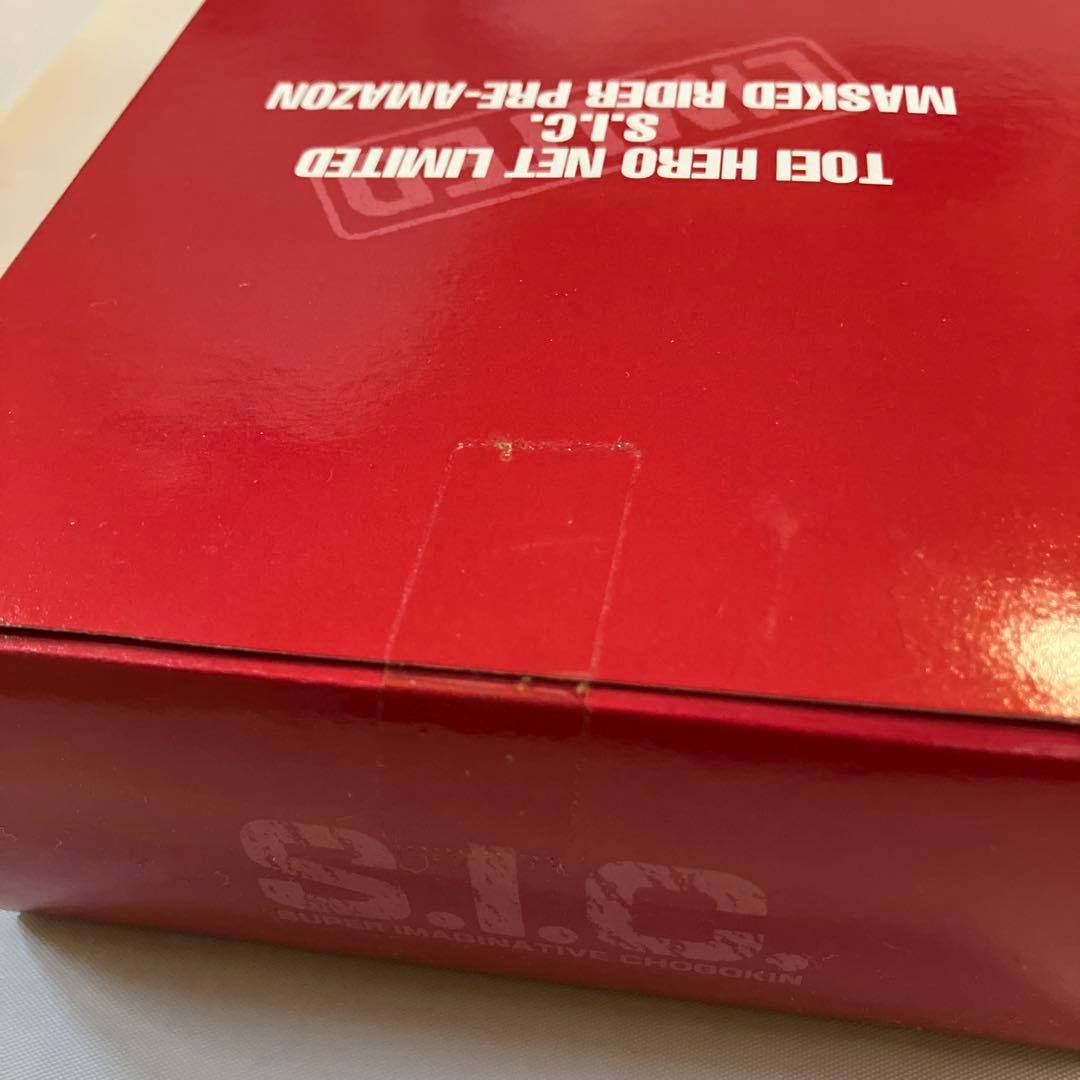 TOEI HERO NET LIMITED
S.I.C.
MASKED RIDER PRE-AMAZON
LIMITED
S.I.C.
SUPER IMAGINATIVE CHOGOKIN